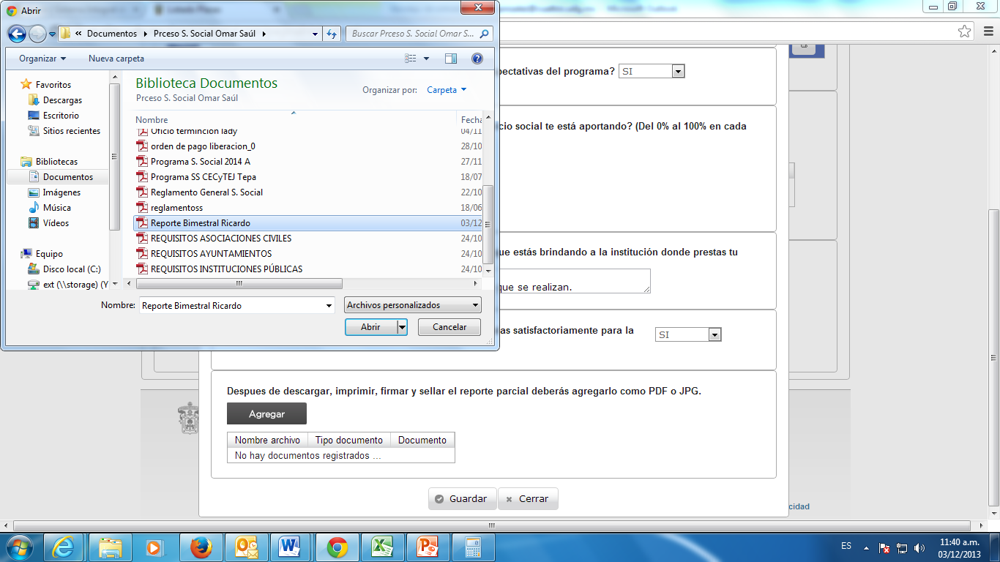 Abrir
Documentos
Prceso S. Social Omar Saúl
Buscar Prceso S. Social Omar S...
Organizar
Nueva carpeta
Favoritos
Descargas
Escritorio
Sitios recientes
Bibliotecas
Documentos
Imágenes
Música
Vídeos
Equipo
Disco local (C:)
ext (\\storage) (Y
Biblioteca Documentos
Prceso S. Social Omar Saúl
Organizar por: Carpeta
Nombre Fecha
Oficio termincion lady 04/11
orden de pago liberacion_0 28/10
Programa S. Social 2014 A 27/11
Programa SS CECyTEJ Tepa 18/07
Reglamento General S. Social 22/10
reglamentoss 18/06
Reporte Bimestral Ricardo 03/12
REQUISITOS ASOCIACIONES CIVILES 24/10
REQUISITOS AYUNTAMIENTOS 24/10
REQUISITOS INSTITUCIONES PÚBLICAS 24/10
Nombre: Reporte Bimestral Ricardo
Archivos personalizados
Abrir
Cancelar
pectativas del programa? SI
cio social te está aportando? (Del 0% al 100% en cada
ue estás brindando a la institución donde prestas tu
que se realizan.
as satisfactoriamente para la SI
Despues de descargar, imprimir, firmar y sellar el reporte parcial deberás agregarlo como PDF o JPG.
Agregar
Nombre archivo Tipo documento Documento
No hay documentos registrados ...
Guardar Cerrar
cidad
ES
11:40 a.m.
03/12/2013